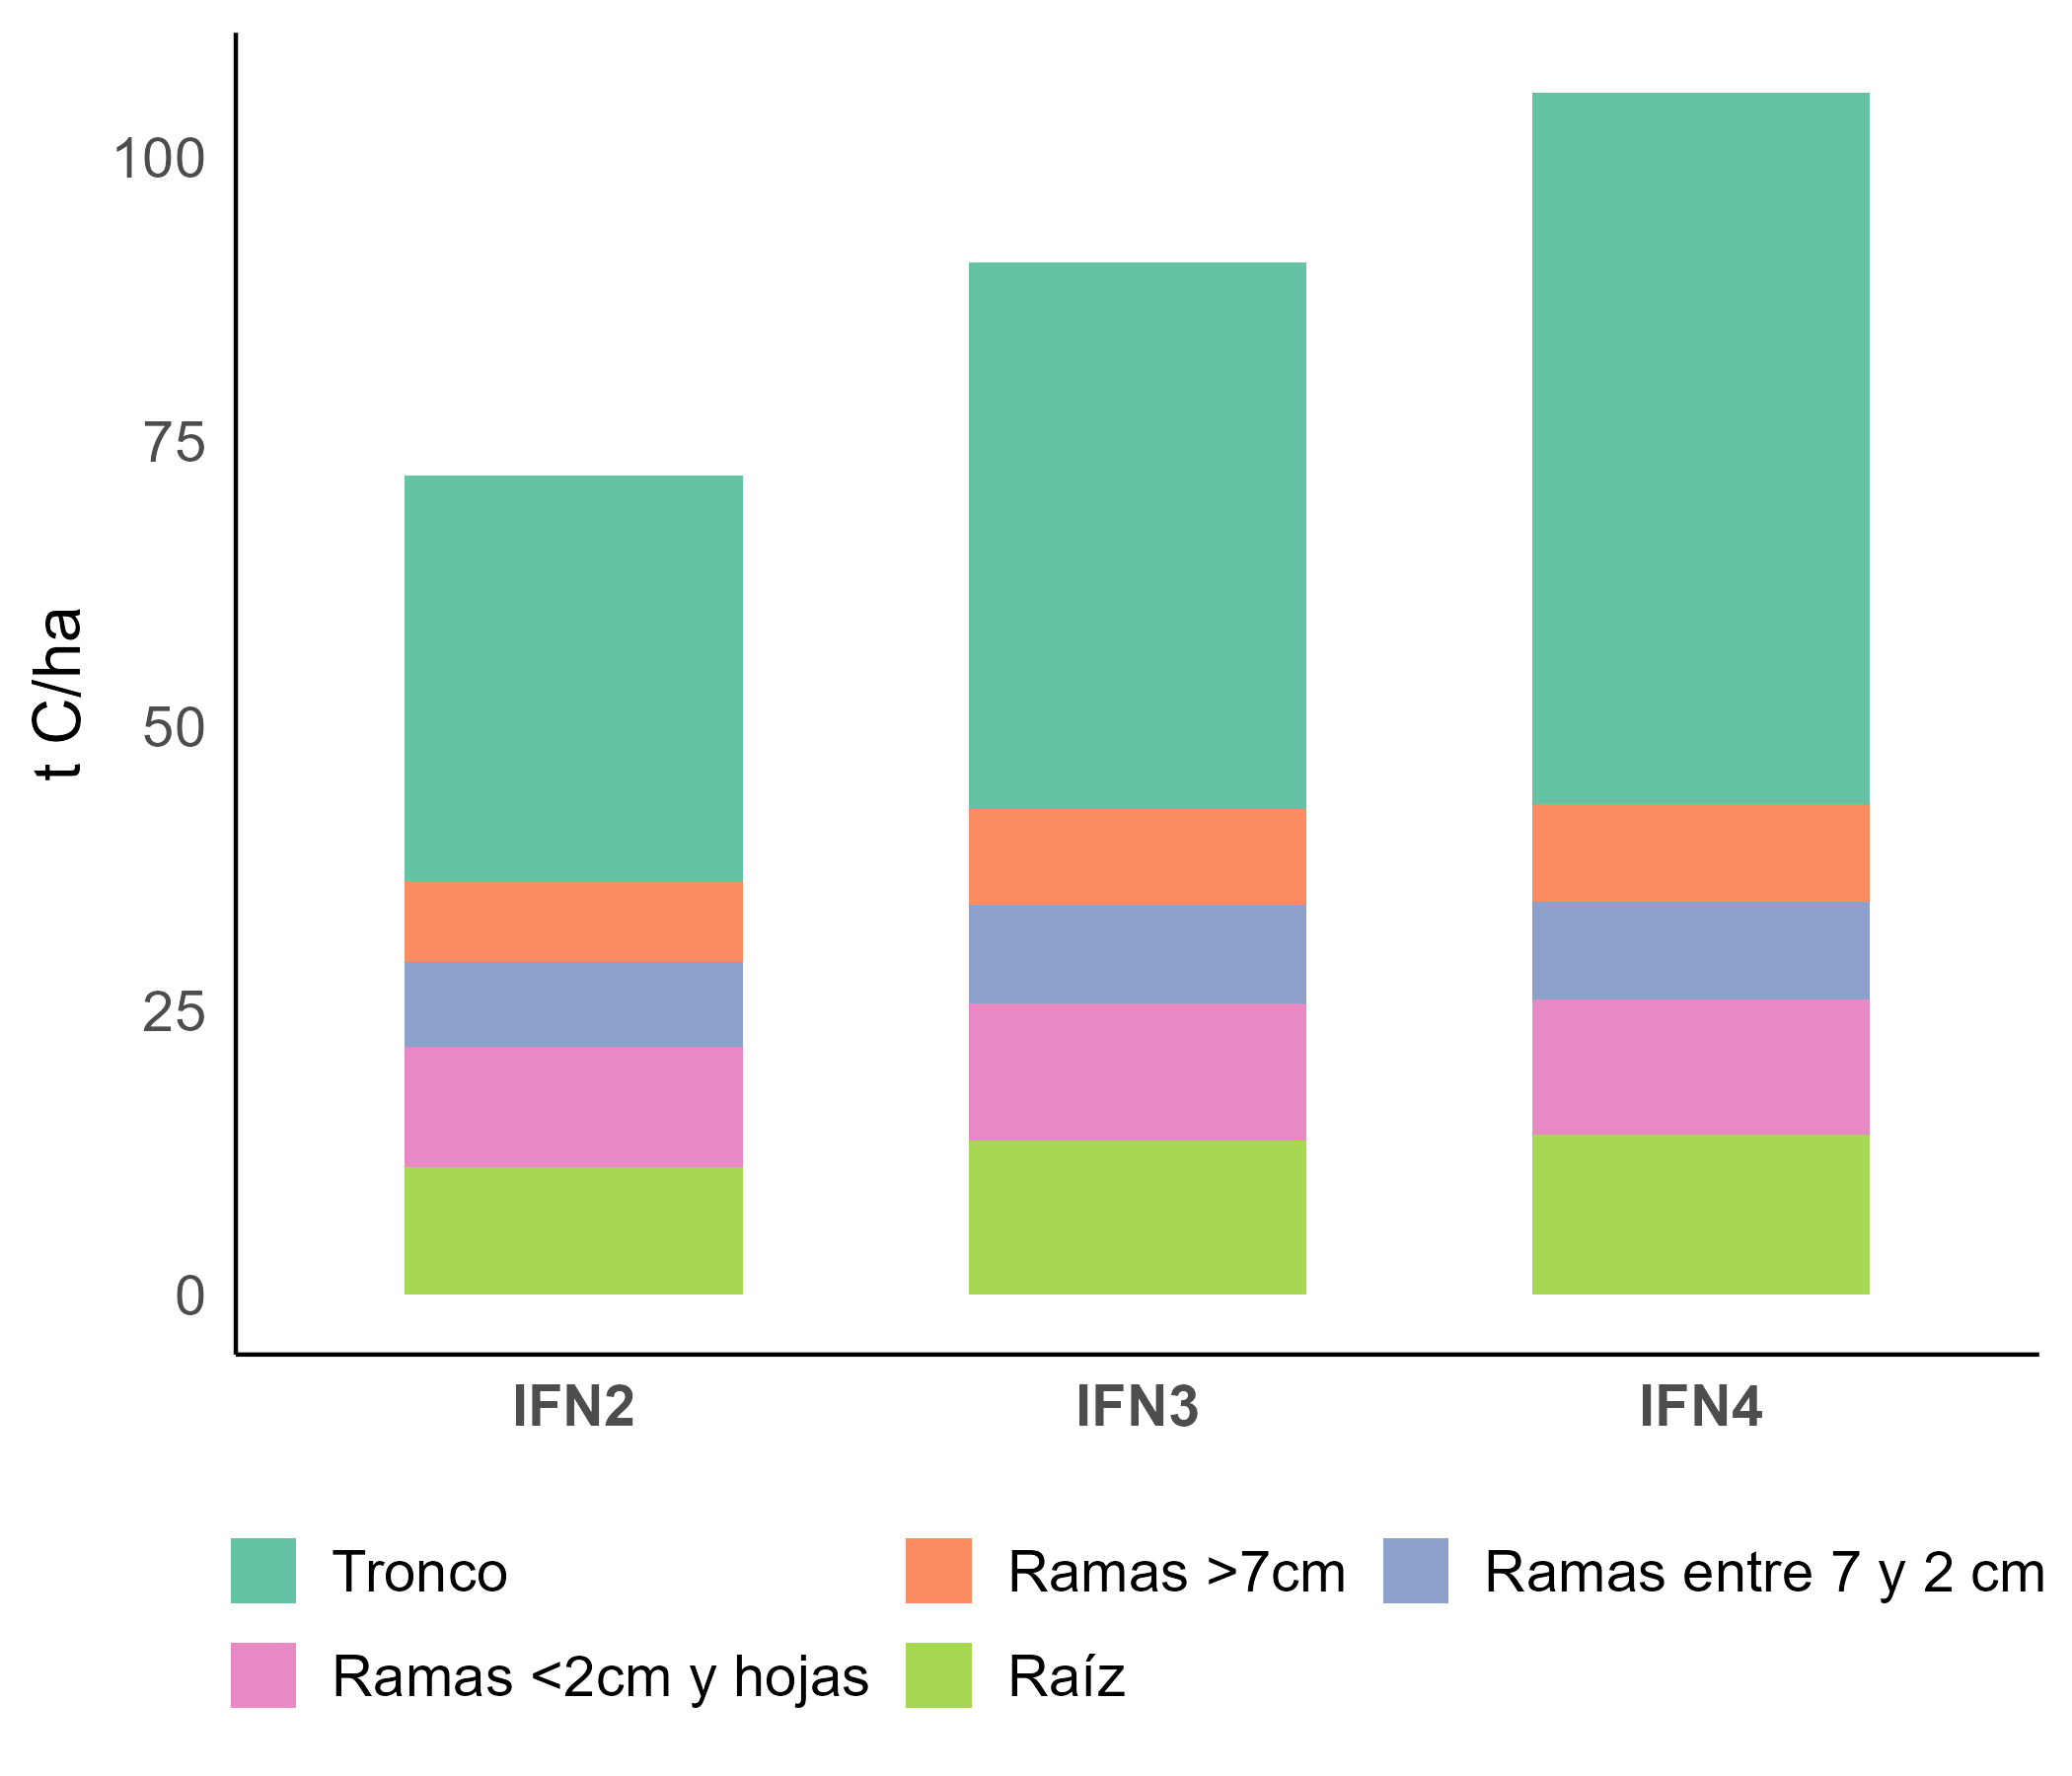 t C/ha
100
75
50
25
0
IFN2 IFN3 IFN4
Tronco Ramas >7cm Ramas entre 7 y 2 cm
Ramas <2cm y hojas Raíz